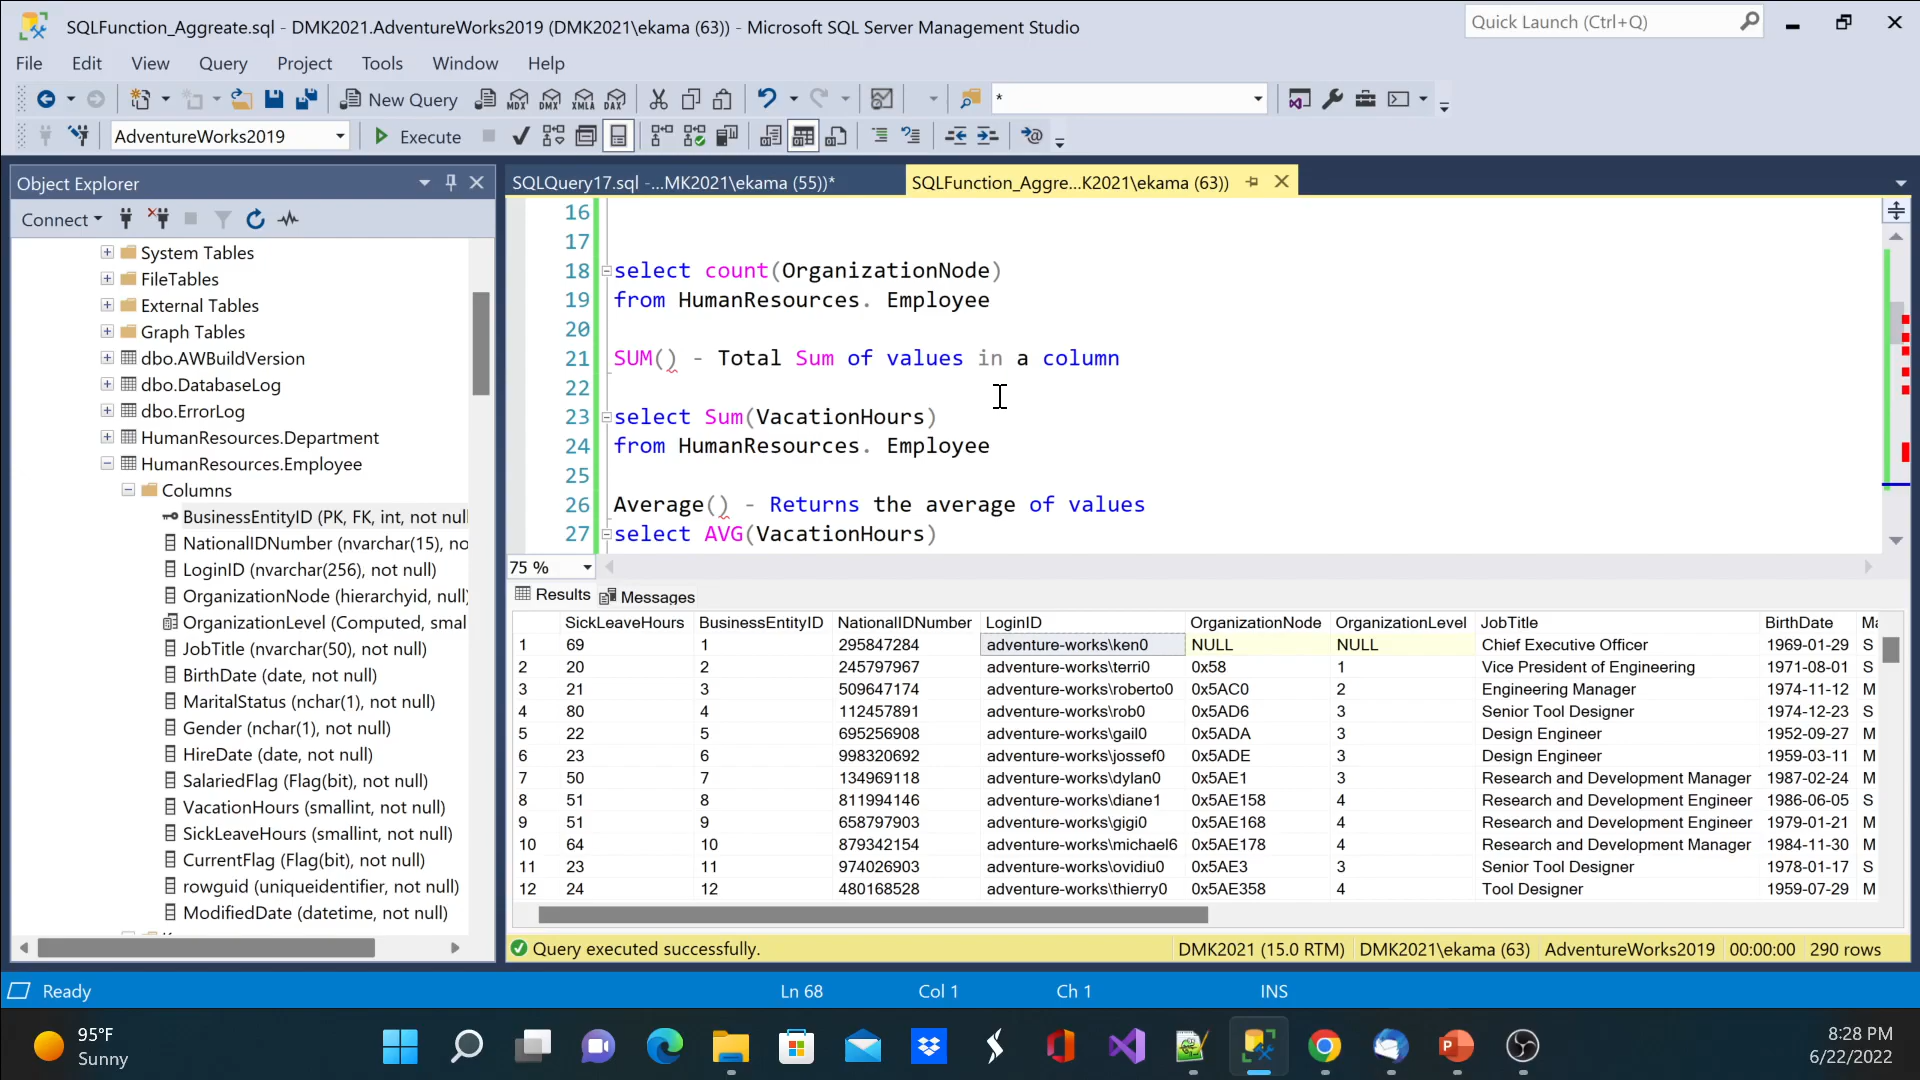 SQLFunction_Aggreate.sql - DMK2021.AdventureWorks2019 (DMK2021\ekama (63)) - Microsoft SQL Server Management Studio
Quick Launch (Ctrl+Q)
File Edit View Query Project Tools Window Help
New Query MDX DMX XMLA DAX *
AdventureWorks2019 Execute
Object Explorer
Connect
System Tables
FileTables
External Tables
Graph Tables
dbo.AWBuildVersion
dbo.DatabaseLog
dbo.ErrorLog
HumanResources.Department
HumanResources.Employee
Columns
BusinessEntityID (PK, FK, int, not null
NationalIDNumber (nvarchar(15), no
LoginID (nvarchar(256), not null)
OrganizationNode (hierarchyid, null)
OrganizationLevel (Computed, smal
JobTitle (nvarchar(50), not null)
BirthDate (date, not null)
MaritalStatus (nchar(1), not null)
Gender (nchar(1), not null)
HireDate (date, not null)
SalariedFlag (Flag(bit), not null)
VacationHours (smallint, not null)
SickLeaveHours (smallint, not null)
CurrentFlag (Flag(bit), not null)
rowguid (uniqueidentifier, not null)
ModifiedDate (datetime, not null)
SQLQuery17.sql -...MK2021\ekama (55))* SQLFunction_Aggre...K2021\ekama (63))
16
17
18 select count(OrganizationNode)
19 from HumanResources. Employee
20
21 SUM() - Total Sum of values in a column
22
23 select Sum(VacationHours)
24 from HumanResources. Employee
25
26 Average() - Returns the average of values
27 select AVG(VacationHours)
75 %
Results Messages
SickLeaveHours BusinessEntityID NationalIDNumber LoginID OrganizationNode OrganizationLevel JobTitle BirthDate Ma
1 69 1 295847284 adventure-works\ken0 NULL NULL Chief Executive Officer 1969-01-29 S
2 20 2 245797967 adventure-works\terri0 0x58 1 Vice President of Engineering 1971-08-01 S
3 21 3 509647174 adventure-works\roberto0 0x5AC0 2 Engineering Manager 1974-11-12 M
4 80 4 112457891 adventure-works\rob0 0x5AD6 3 Senior Tool Designer 1974-12-23 S
5 22 5 695256908 adventure-works\gail0 0x5ADA 3 Design Engineer 1952-09-27 M
6 23 6 998320692 adventure-works\jossef0 0x5ADE 3 Design Engineer 1959-03-11 M
7 50 7 134969118 adventure-works\dylan0 0x5AE1 3 Research and Development Manager 1987-02-24 M
8 51 8 811994146 adventure-works\diane1 0x5AE158 4 Research and Development Engineer 1986-06-05 S
9 51 9 658797903 adventure-works\gigi0 0x5AE168 4 Research and Development Engineer 1979-01-21 M
10 64 10 879342154 adventure-works\michael6 0x5AE178 4 Research and Development Manager 1984-11-30 M
11 23 11 974026903 adventure-works\ovidiu0 0x5AE3 3 Senior Tool Designer 1978-01-17 S
12 24 12 480168528 adventure-works\thierry0 0x5AE358 4 Tool Designer 1959-07-29 M
Query executed successfully. DMK2021 (15.0 RTM) DMK2021\ekama (63) AdventureWorks2019 00:00:00 290 rows
Ready Ln 68 Col 1 Ch 1 INS
95°F
Sunny
8:28 PM
6/22/2022